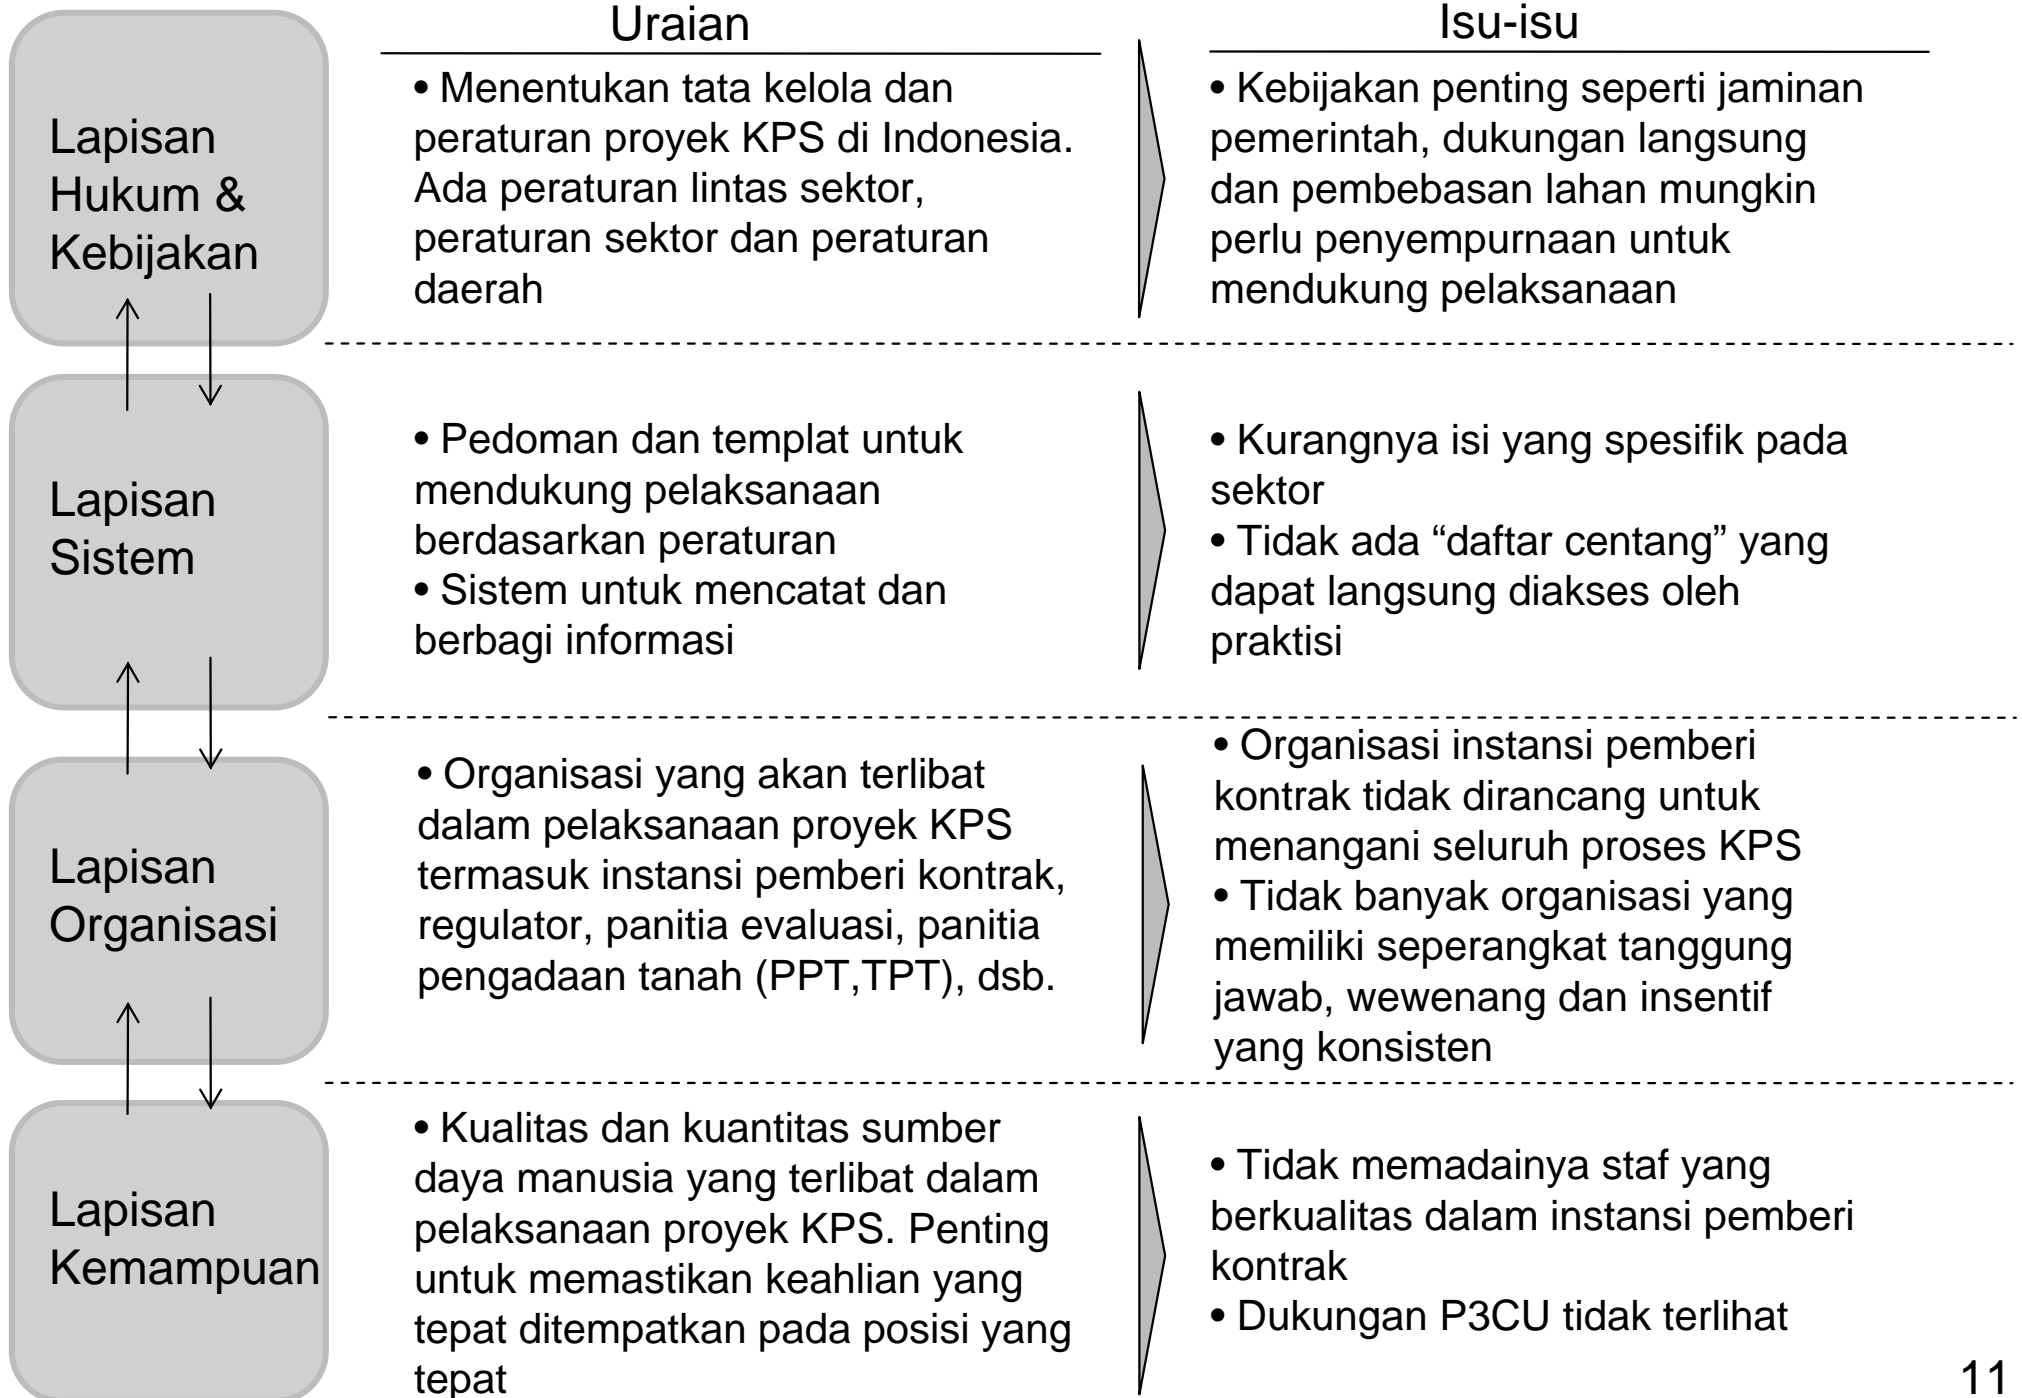 Uraian
Isu-isu
Lapisan
Hukum &
Kebijakan
• Menentukan tata kelola dan
peraturan proyek KPS di Indonesia.
Ada peraturan lintas sektor,
peraturan sektor dan peraturan
daerah
• Kebijakan penting seperti jaminan
pemerintah, dukungan langsung
dan pembebasan lahan mungkin
perlu penyempurnaan untuk
mendukung pelaksanaan
Lapisan
Sistem
• Pedoman dan templat untuk
mendukung pelaksanaan
berdasarkan peraturan
• Sistem untuk mencatat dan
berbagi informasi
• Kurangnya isi yang spesifik pada
sektor
• Tidak ada “daftar centang” yang
dapat langsung diakses oleh
praktisi
Lapisan
Organisasi
• Organisasi yang akan terlibat
dalam pelaksanaan proyek KPS
termasuk instansi pemberi kontrak,
regulator, panitia evaluasi, panitia
pengadaan tanah (PPT,TPT), dsb.
• Organisasi instansi pemberi
kontrak tidak dirancang untuk
menangani seluruh proses KPS
• Tidak banyak organisasi yang
memiliki seperangkat tanggung
jawab, wewenang dan insentif
yang konsisten
Lapisan
Kemampuan
• Kualitas dan kuantitas sumber
daya manusia yang terlibat dalam
pelaksanaan proyek KPS. Penting
untuk memastikan keahlian yang
tepat ditempatkan pada posisi yang
tepat
• Tidak memadainya staf yang
berkualitas dalam instansi pemberi
kontrak
• Dukungan P3CU tidak terlihat
11